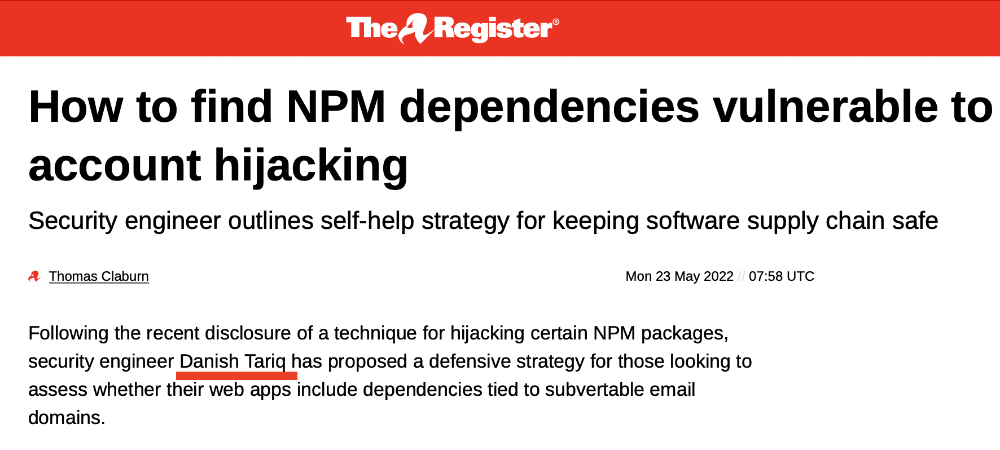 The Register®
How to find NPM dependencies vulnerable to
account hijacking
Security engineer outlines self-help strategy for keeping software supply chain safe
Thomas Claburn Mon 23 May 2022 // 07:58 UTC
Following the recent disclosure of a technique for hijacking certain NPM packages,
security engineer Danish Tariq has proposed a defensive strategy for those looking to
assess whether their web apps include dependencies tied to subvertable email
domains.